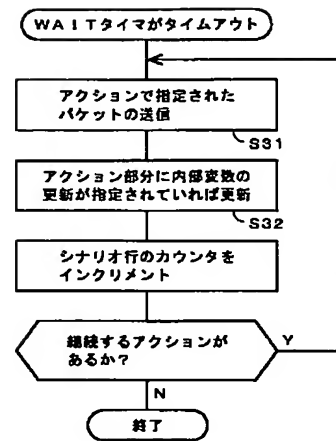 WAITタイマがタイムアウト
アクションで指定された
パケットの送信
S31
アクション部分に内部変数の
更新が指定されていれば更新
S32
シナリオ行のカウンタを
インクリメント
継続するアクションが
あるか?
Y
N
終了